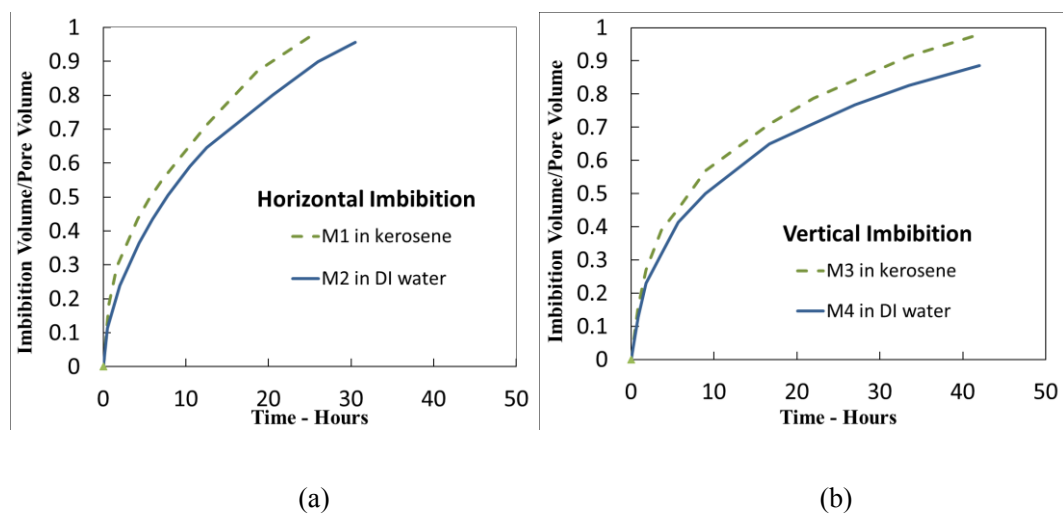 Imbibition Volume/Pore Volume
1
0.9
0.8
0.7
0.6
0.5
0.4
0.3
0.2
0.1
0
Horizontal Imbibition
M1 in kerosene
M2 in DI water
0 10 20 30 40 50
Time - Hours
(a)
Imbibition Volume/Pore Volume
1
0.9
0.8
0.7
0.6
0.5
0.4
0.3
0.2
0.1
0
Vertical Imbibition
M3 in kerosene
M4 in DI water
0 10 20 30 40 50
Time - Hours
(b)